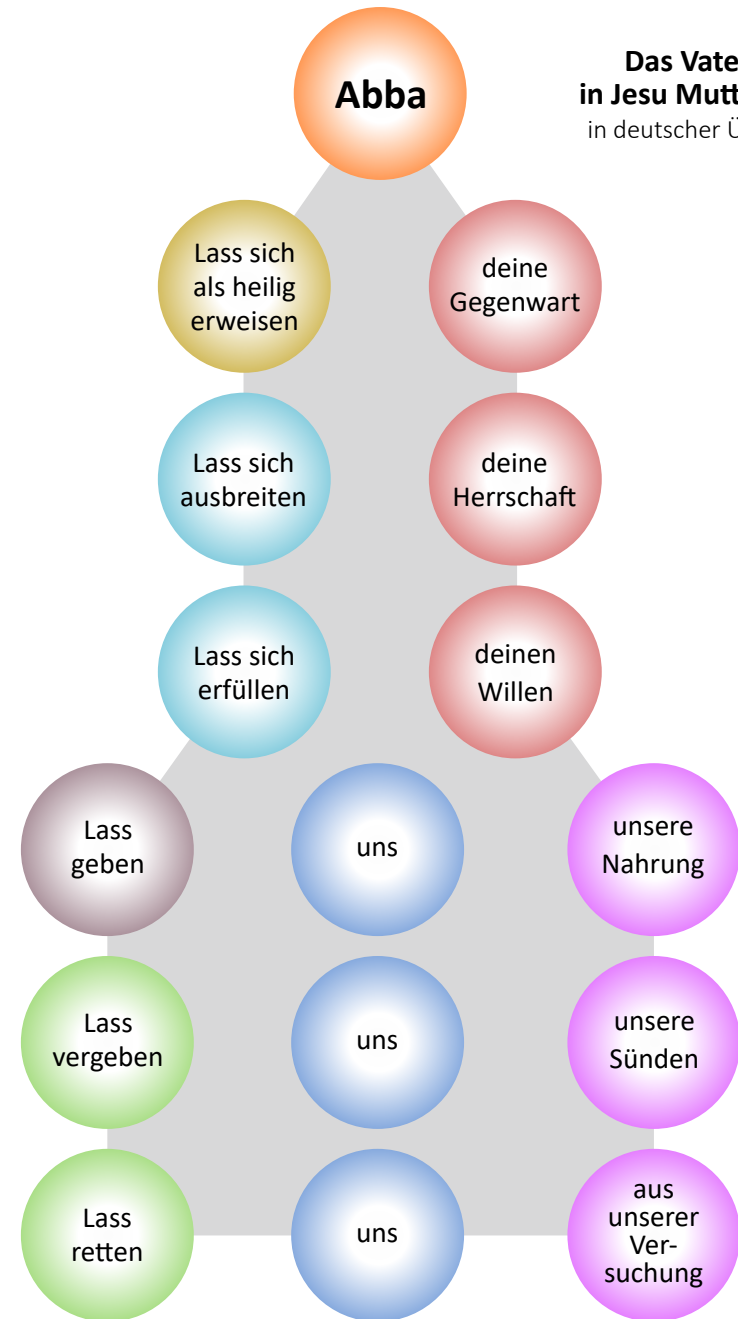 Abba
Das Vate
in Jesu Mutt
in deutscher Ü
Lass sich
als heilig
erweisen
deine
Gegenwart
Lass sich
ausbreiten
deine
Herrschaft
Lass sich
erfüllen
deinen
Willen
Lass
geben
uns
unsere
Nahrung
Lass
vergeben
uns
unsere
Sünden
Lass
retten
uns
aus
unserer
Ver-
suchung